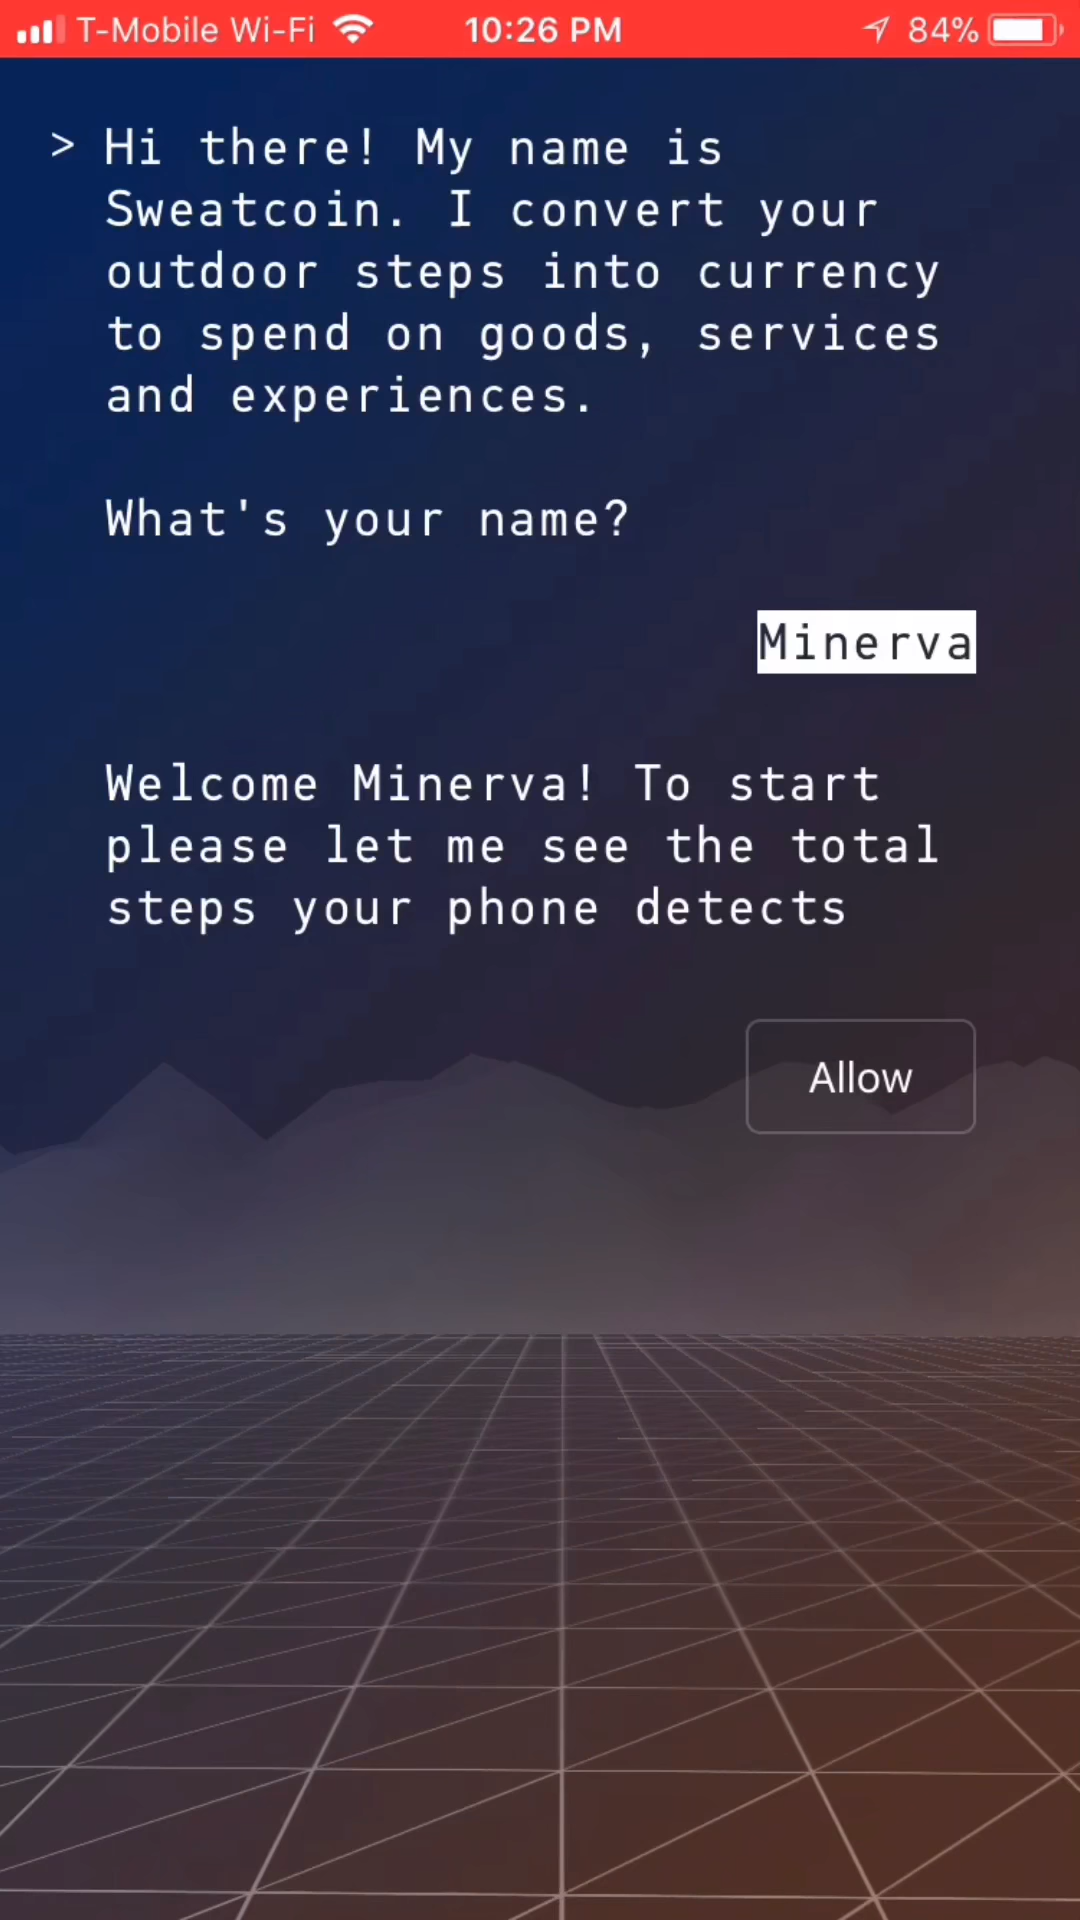 T-Mobile Wi-Fi 10:26 PM 84%
> Hi there! My name is
Sweatcoin. I convert your
outdoor steps into currency
to spend on goods, services
and experiences.
What's your name?
Minerva
Welcome Minerva! To start
please let me see the total
steps your phone detects
Allow